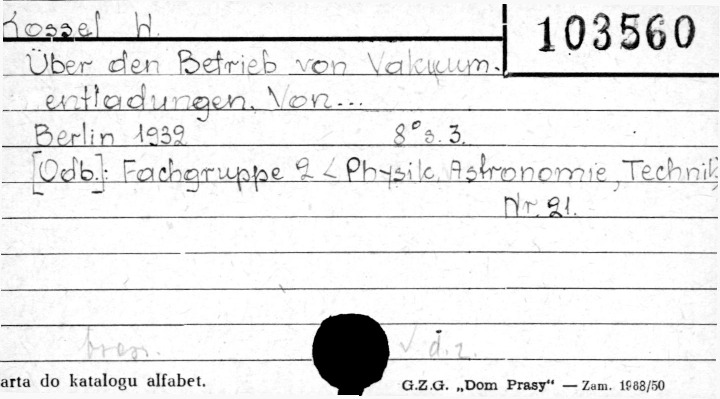 Kossel W.
103560
Über den Betrieb von Vakuum-
entladungen. Von...
Berlin 1932 8° s. 3.
[Odb.]: Fachgruppe 2 < Physik, Astronomie, Technik
Nr. 21.
V. d. z.
arta do katalogu alfabet.
G.Z.G. „Dom Prasy“ — Zam. 1988/50